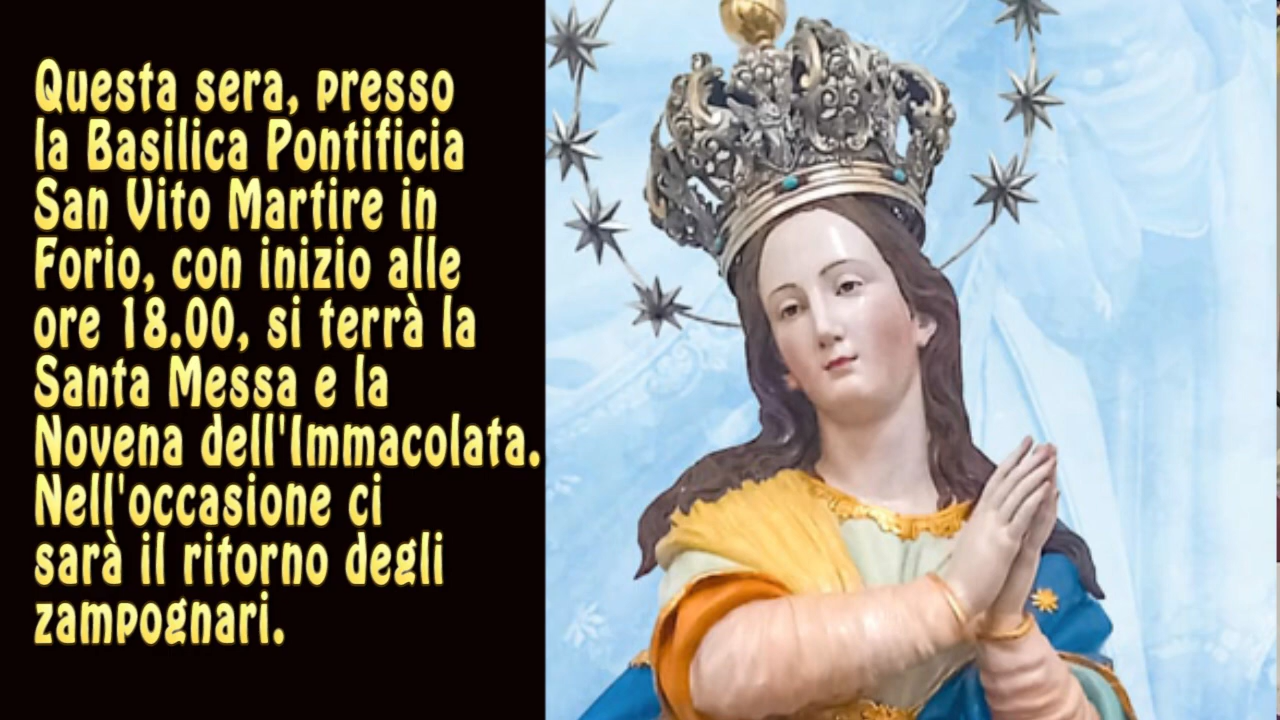 Questa sera, presso
la Basilica Pontificia
San Vito Martire in
Forio, con inizio alle
ore 18.00, si terrà la
Santa Messa e la
Novena dell'Immacolata.
Nell'occasione ci
sarà il ritorno degli
zampognari.